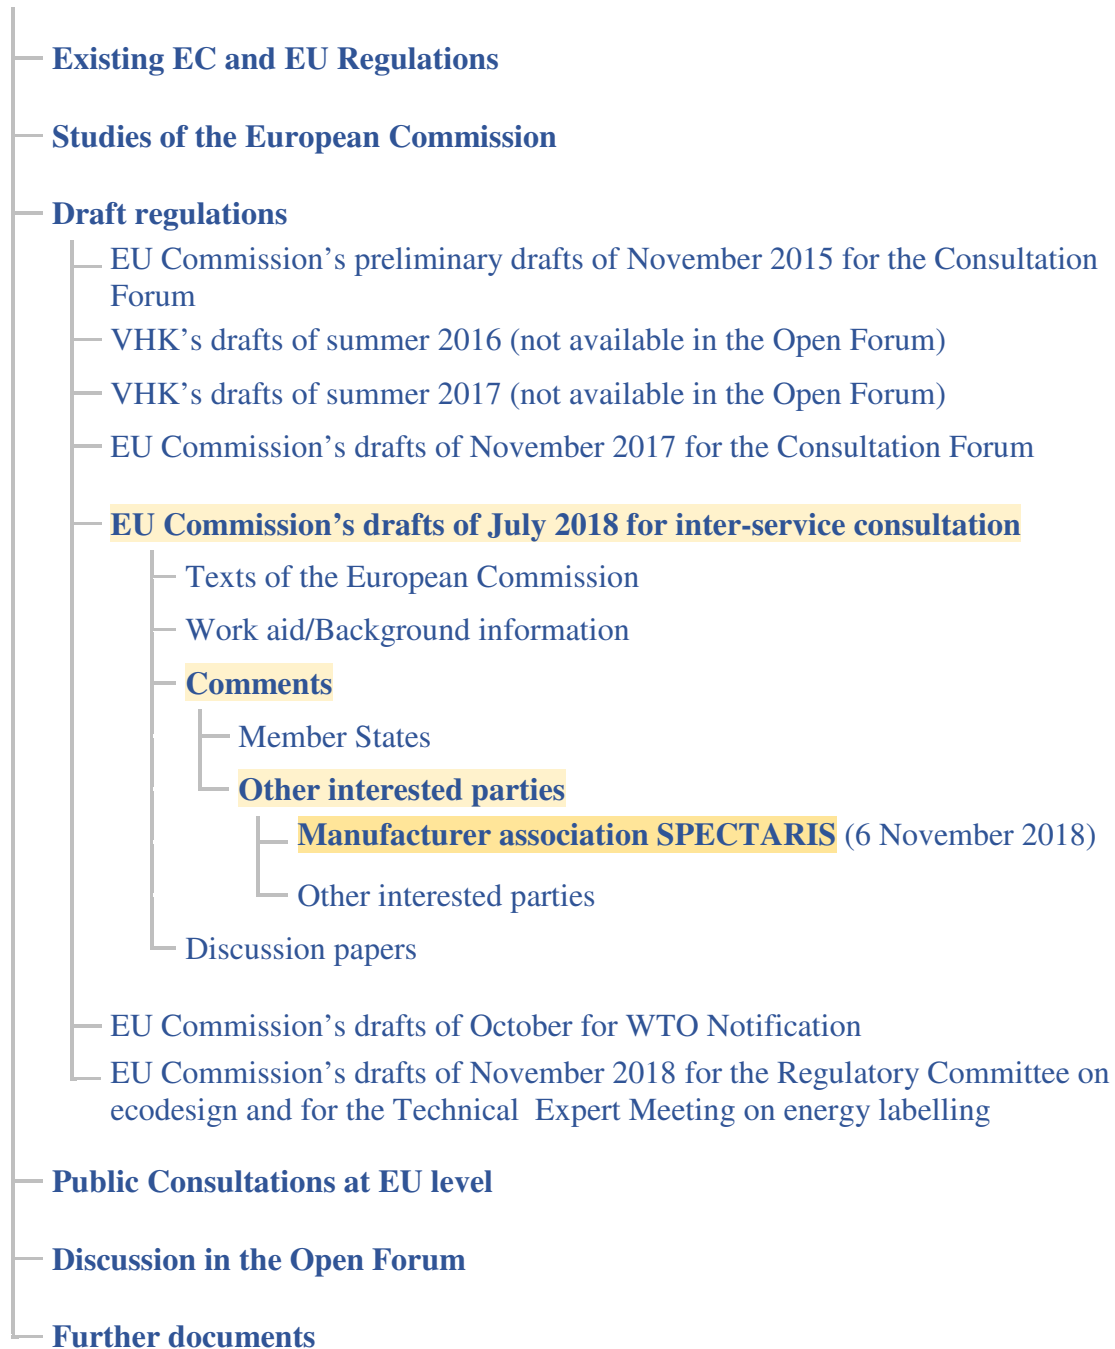 Existing EC and EU Regulations
Studies of the European Commission
Draft regulations
EU Commission’s preliminary drafts of November 2015 for the Consultation
Forum
VHK’s drafts of summer 2016 (not available in the Open Forum)
VHK’s drafts of summer 2017 (not available in the Open Forum)
EU Commission’s drafts of November 2017 for the Consultation Forum
EU Commission’s drafts of July 2018 for inter-service consultation
Texts of the European Commission
Work aid/Background information
Comments
Member States
Other interested parties
Manufacturer association SPECTARIS (6 November 2018)
Other interested parties
Discussion papers
EU Commission’s drafts of October for WTO Notification
EU Commission’s drafts of November 2018 for the Regulatory Committee on
ecodesign and for the Technical Expert Meeting on energy labelling
Public Consultations at EU level
Discussion in the Open Forum
Further documents